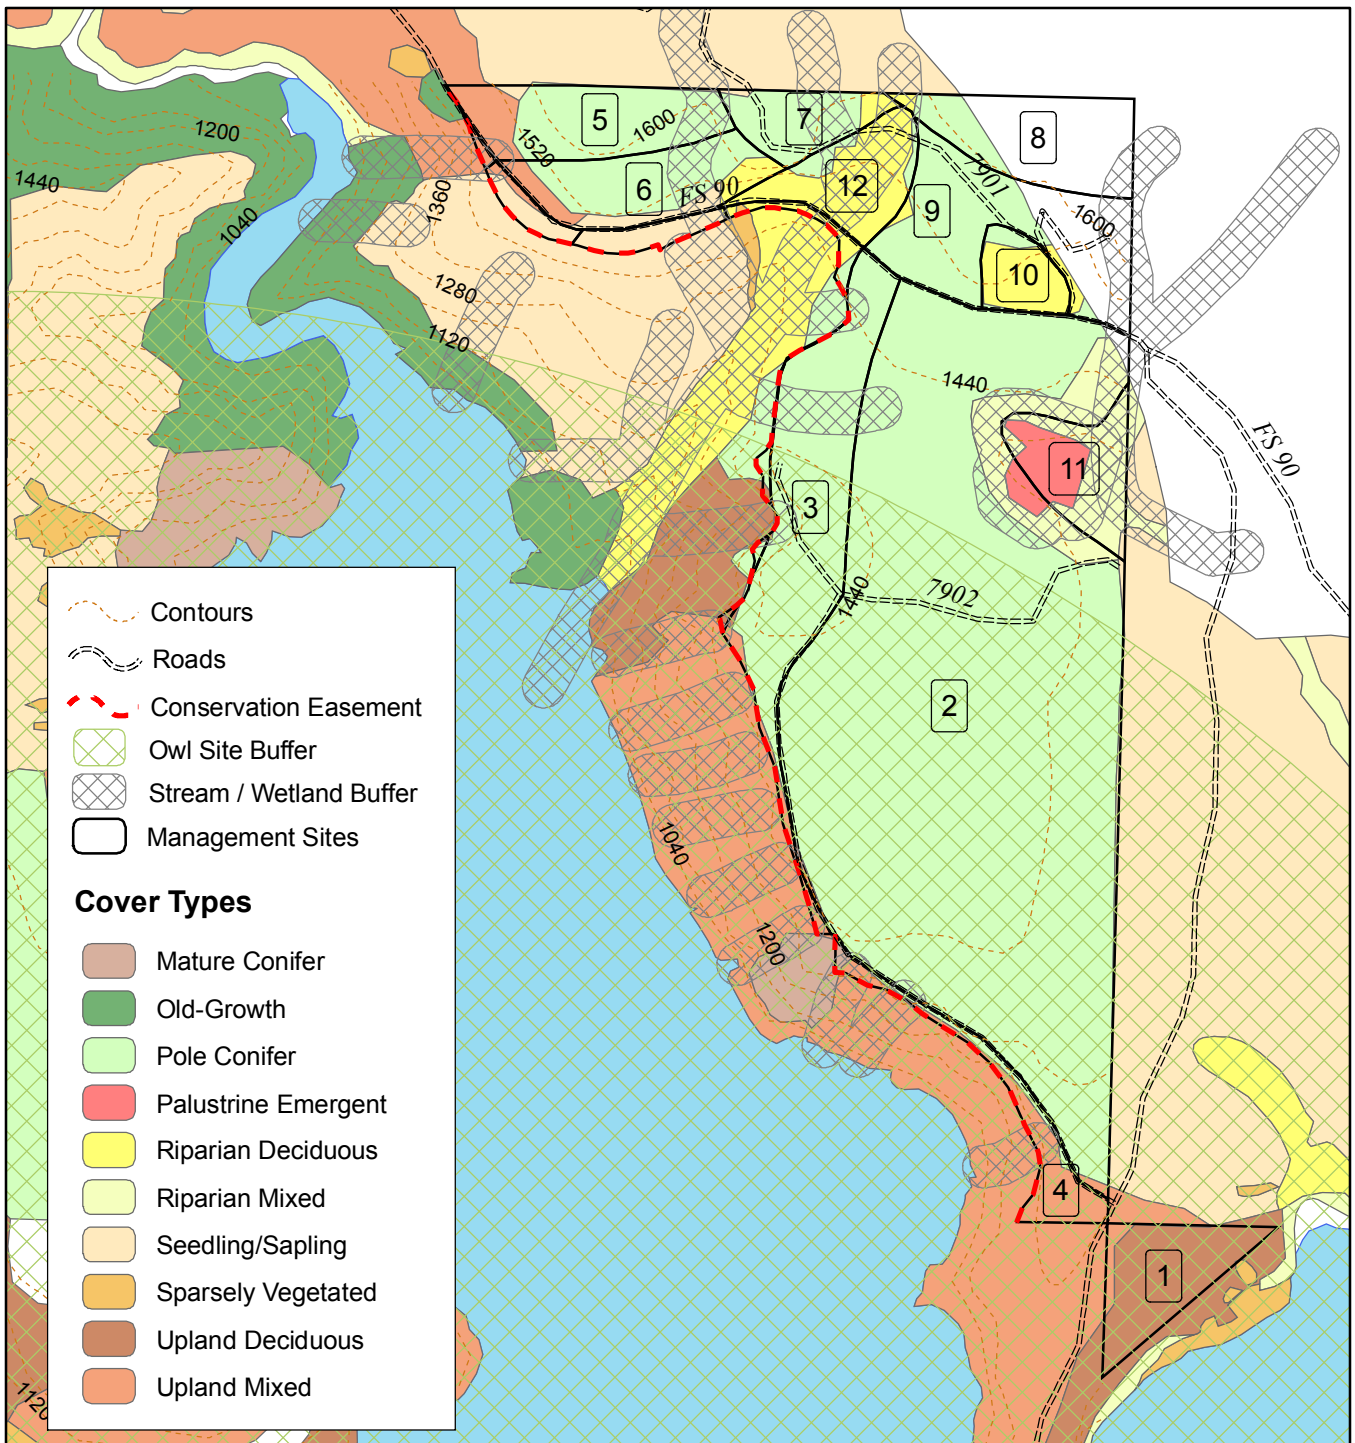 1200
1440
1040
1360
1520
1600
FS 90
5
6
7
8
9
10
12
7901
1600
1280
1120
1440
FS 90
11
3
7902
1440
2
1040
1200
4
1
1120
Contours
Roads
Conservation Easement
Owl Site Buffer
Stream / Wetland Buffer
Management Sites
Cover Types
Mature Conifer
Old-Growth
Pole Conifer
Palustrine Emergent
Riparian Deciduous
Riparian Mixed
Seedling/Sapling
Sparsely Vegetated
Upland Deciduous
Upland Mixed